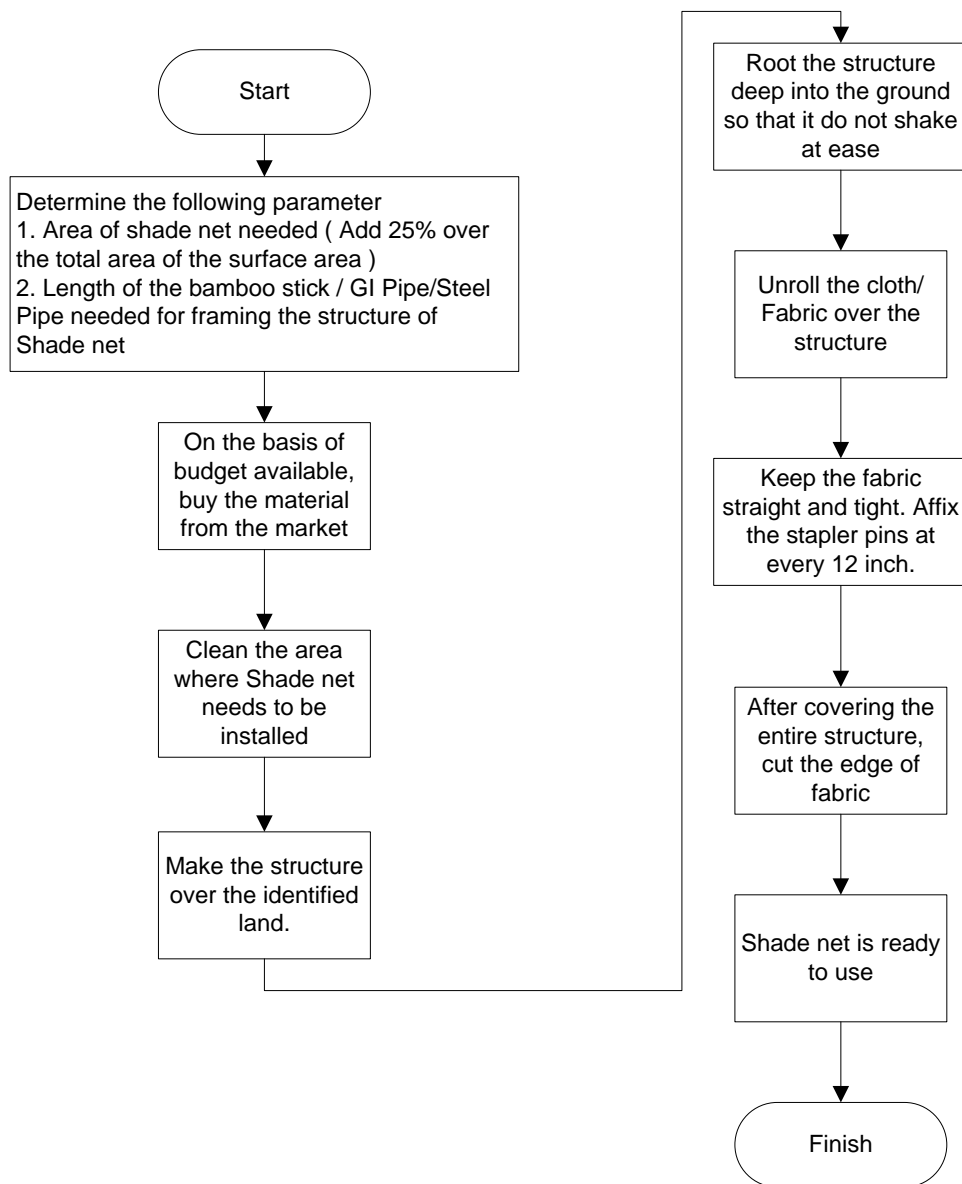 Start
Determine the following parameter
1. Area of shade net needed ( Add 25% over
the total area of the surface area )
2. Length of the bamboo stick / GI Pipe/Steel
Pipe needed for framing the structure of
Shade net
On the basis of
budget available,
buy the material
from the market
Clean the area
where Shade net
needs to be
installed
Make the structure
over the identified
land.
Root the structure
deep into the ground
so that it do not shake
at ease
Unroll the cloth/
Fabric over the
structure
Keep the fabric
straight and tight. Affix
the stapler pins at
every 12 inch.
After covering the
entire structure,
cut the edge of
fabric
Shade net is ready
to use
Finish